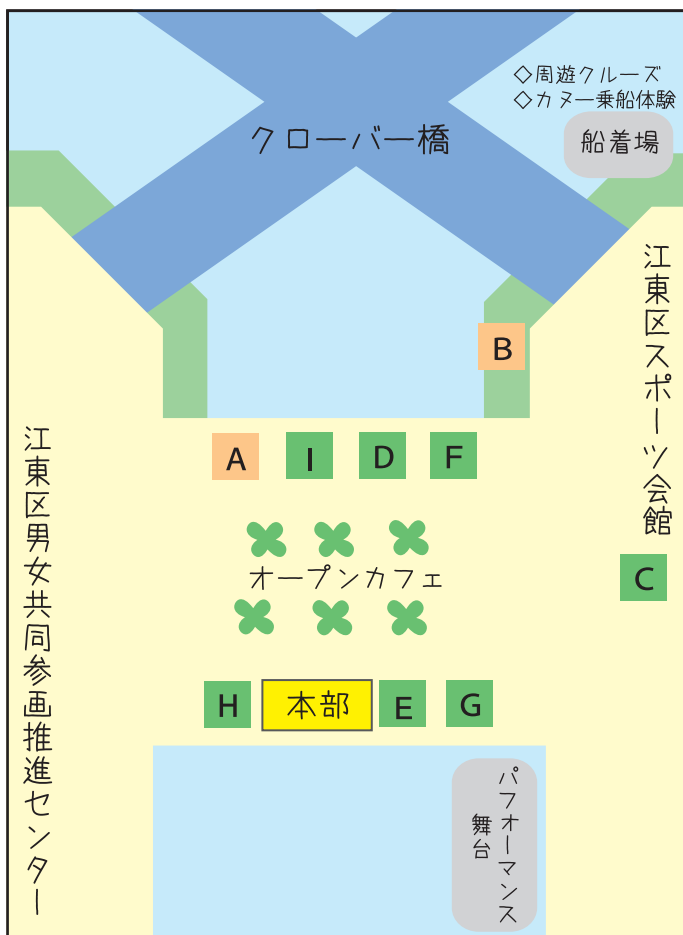 ◇周遊クルーズ
◇カヌー乗船体験
船着場
クローバー橋
江東区スポーツ会館
B
A
I
D
F
江東区男女共同参画推進センター
オープンカフェ
C
H
本部
E
G
パフォーマンス
舞台